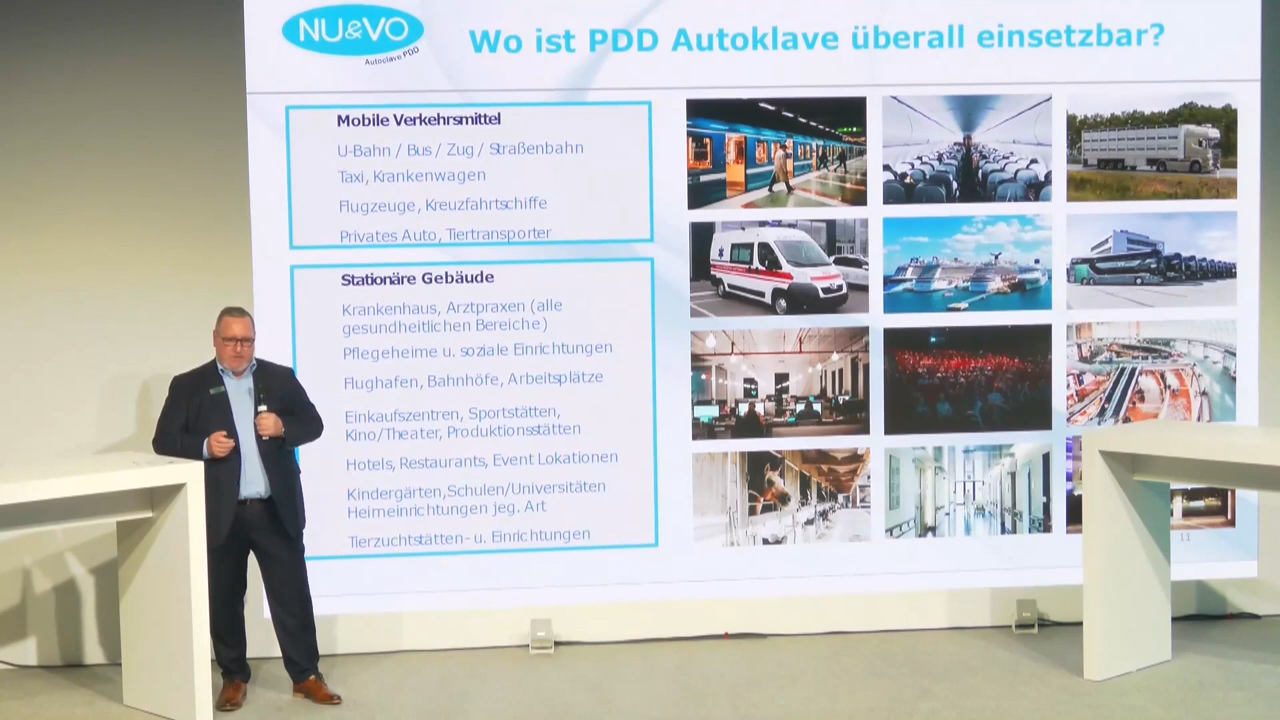 NU&VO
Autoclave PDD
Wo ist PDD Autoklave überall einsetzbar?
Mobile Verkehrsmittel
U-Bahn / Bus / Zug / Straßenbahn
Taxi, Krankenwagen
Flugzeuge, Kreuzfahrtschiffe
Privates Auto, Tiertransporter
Stationäre Gebäude
Krankenhaus, Arztpraxen (alle
gesundheitlichen Bereiche)
Pflegeheime u. soziale Einrichtungen
Flughafen, Bahnhöfe, Arbeitsplätze
Einkaufszentren, Sportstätten,
Kino/Theater, Produktionsstätten
Hotels, Restaurants, Event Lokationen
Kindergärten,Schulen/Universitäten
Heimeinrichtungen jeg. Art
Tierzuchtstätten- u. Einrichtungen
11